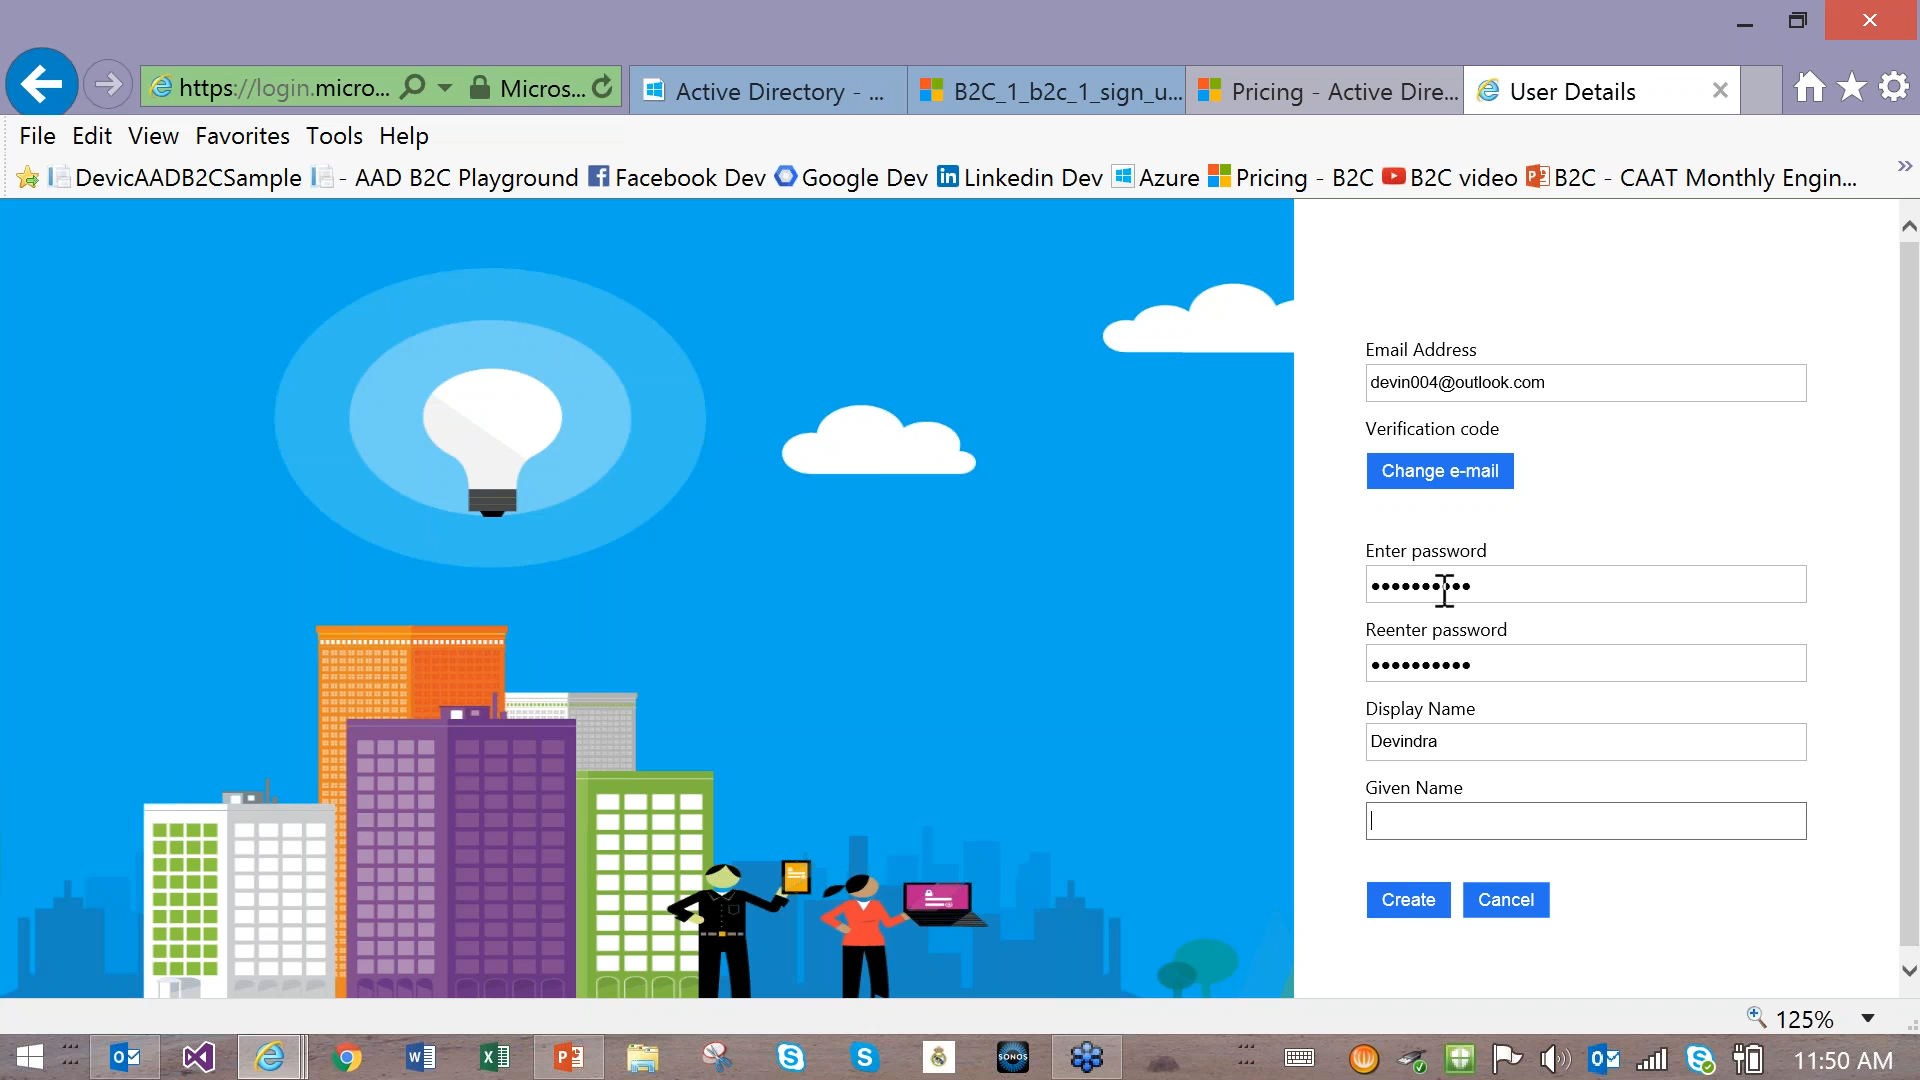 https://login.micro...
Micros...
Active Directory - ...
B2C_1_b2c_1_sign_u...
Pricing - Active Dire...
User Details
File Edit View Favorites Tools Help
DevicAADB2CSample
- AAD B2C Playground
Facebook Dev
Google Dev
Linkedin Dev
Azure
Pricing - B2C
B2C video
B2C - CAAT Monthly Engin...
Email Address
devin004@outlook.com
Verification code
Change e-mail
Enter password
••••••••••
Reenter password
••••••••••
Display Name
Devindra
Given Name
Create
Cancel
125%
SONOS
11:50 AM